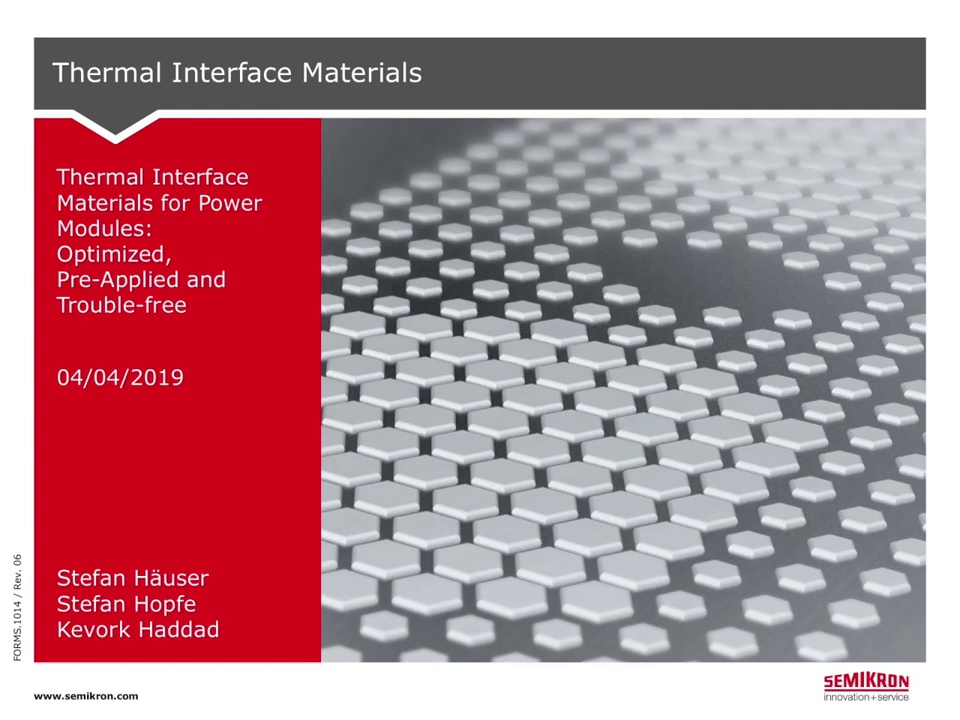 Thermal Interface Materials
Thermal Interface
Materials for Power
Modules:
Optimized,
Pre-Applied and
Trouble-free
04/04/2019
Stefan Häuser
Stefan Hopfe
Kevork Haddad
FORMS.1014 / Rev. 06
www.semikron.com
SEMIKRON
innovation+service